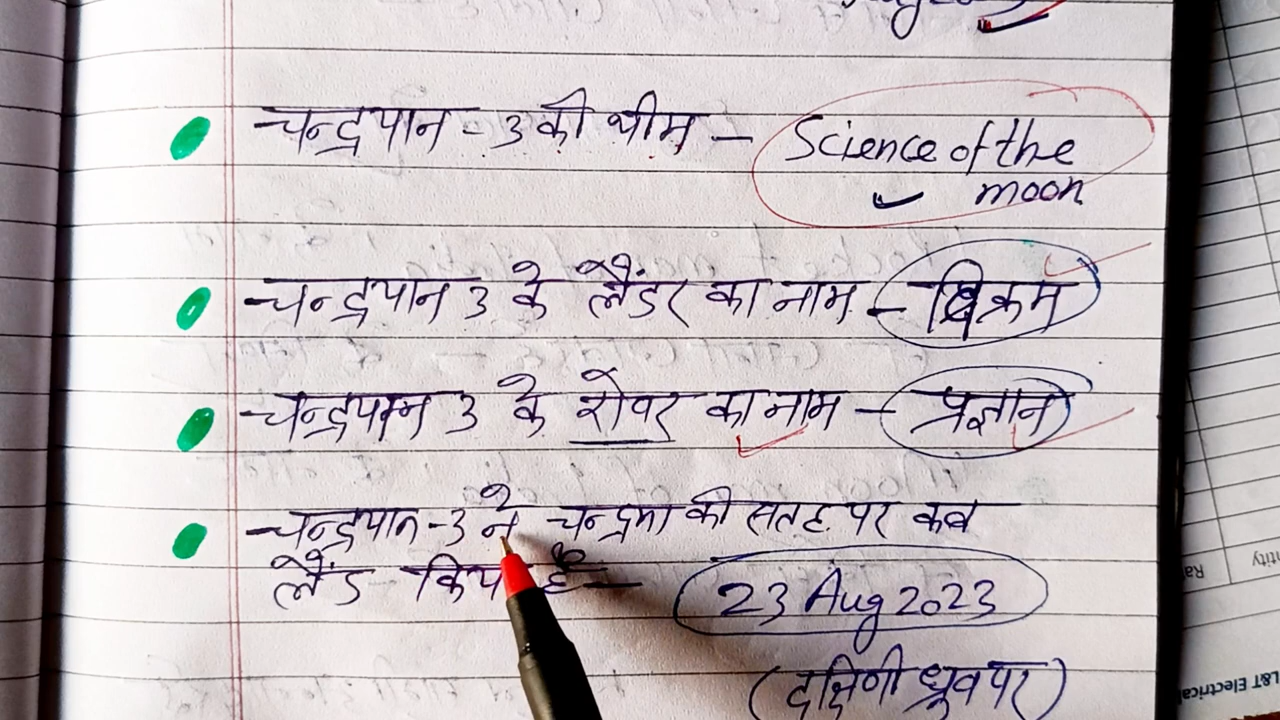 चन्द्रयान - 3 की थीम - Science of the
moon
चन्द्रयान 3 के लैंडर का नाम - विक्रम
चन्द्रयान 3 के रोवर का नाम - प्रज्ञान
चन्द्रयान-3 ने चन्द्रमा की सतह पर कब
लैंड किया है - 23 Aug 2023
(दक्षिणी ध्रुव पर)
L&T Electrical